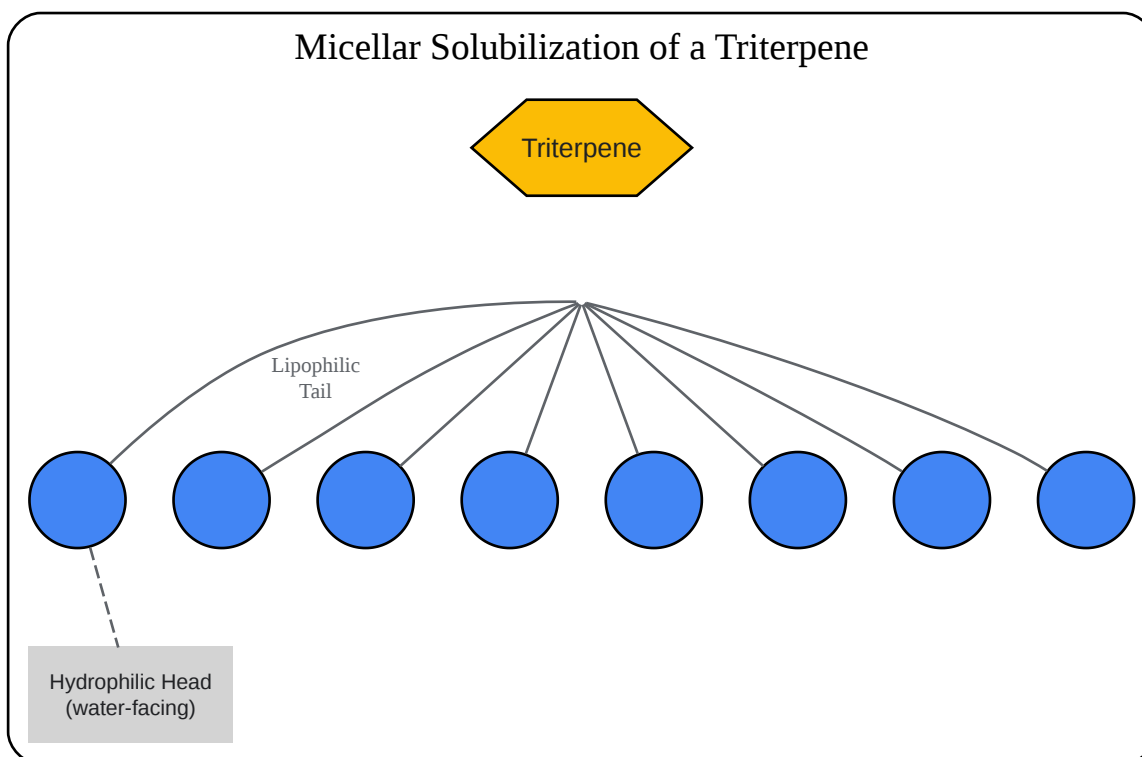 Micellar Solubilization of a Triterpene
Triterpene
Lipophilic
Tail
Hydrophilic Head
(water-facing)